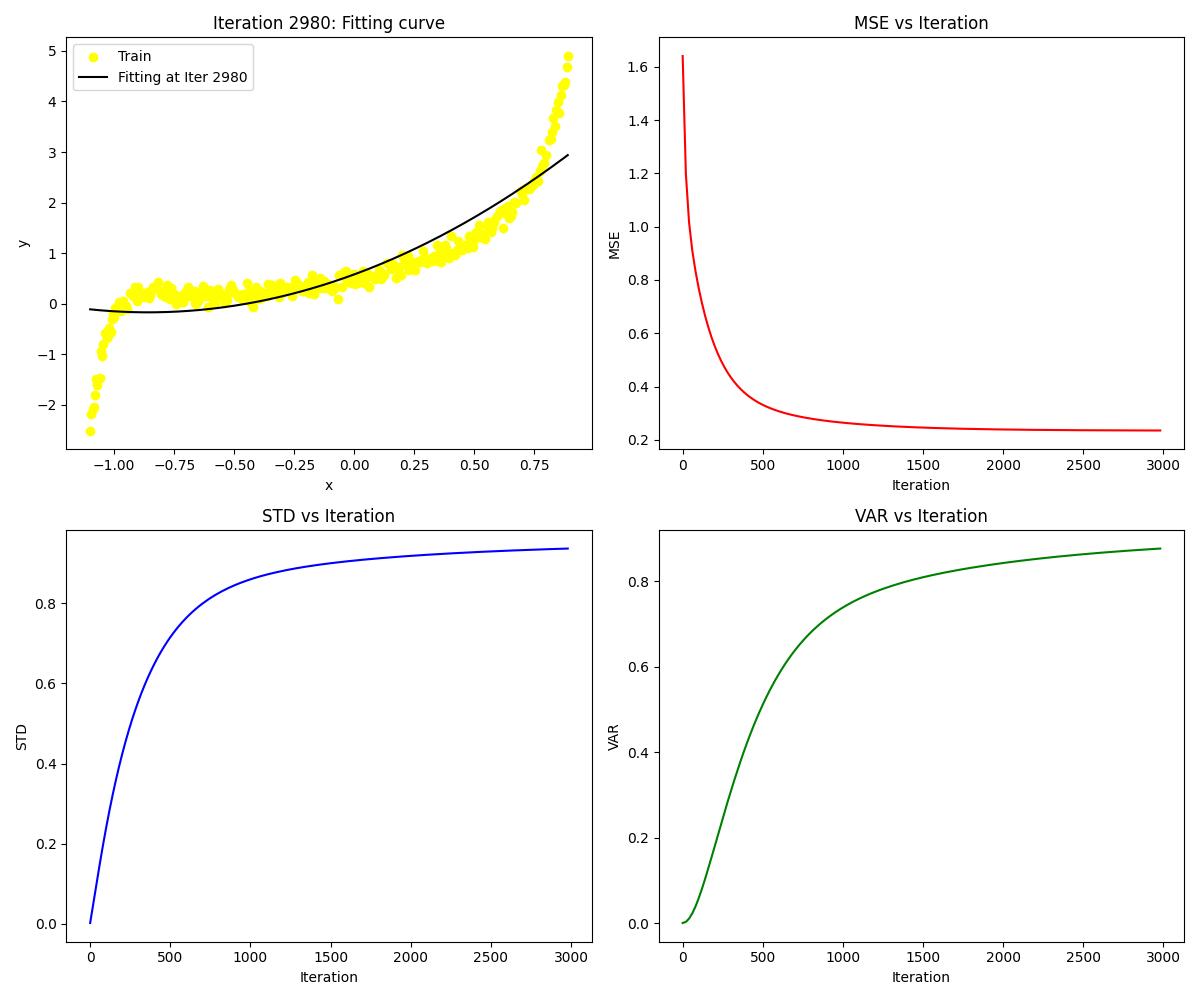 Iteration 2980: Fitting curve
Train
Fitting at Iter 2980
5
4
3
2
1
0
−1
−2
y
−1.00 −0.75 −0.50 −0.25 0.00 0.25 0.50 0.75
x
MSE vs Iteration
1.6
1.4
1.2
1.0
0.8
0.6
0.4
0.2
MSE
0 500 1000 1500 2000 2500 3000
Iteration
STD vs Iteration
0.8
0.6
0.4
0.2
0.0
STD
0 500 1000 1500 2000 2500 3000
Iteration
VAR vs Iteration
0.8
0.6
0.4
0.2
0.0
VAR
0 500 1000 1500 2000 2500 3000
Iteration